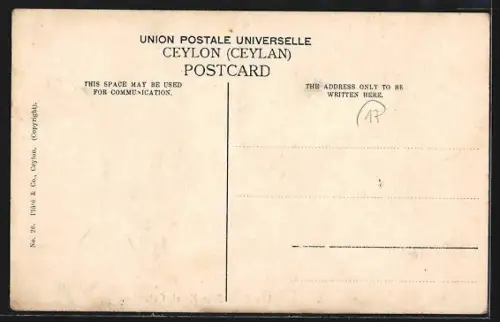 UNION POSTALE UNIVERSELLE
CEYLON (CEYLAN)
POSTCARD
THIS SPACE MAY BE USED
FOR COMMUNICATION.
THE ADDRESS ONLY TO BE
WRITTEN HERE.
17
No. 26. Plâté & Co., Ceylon. (Copyright).